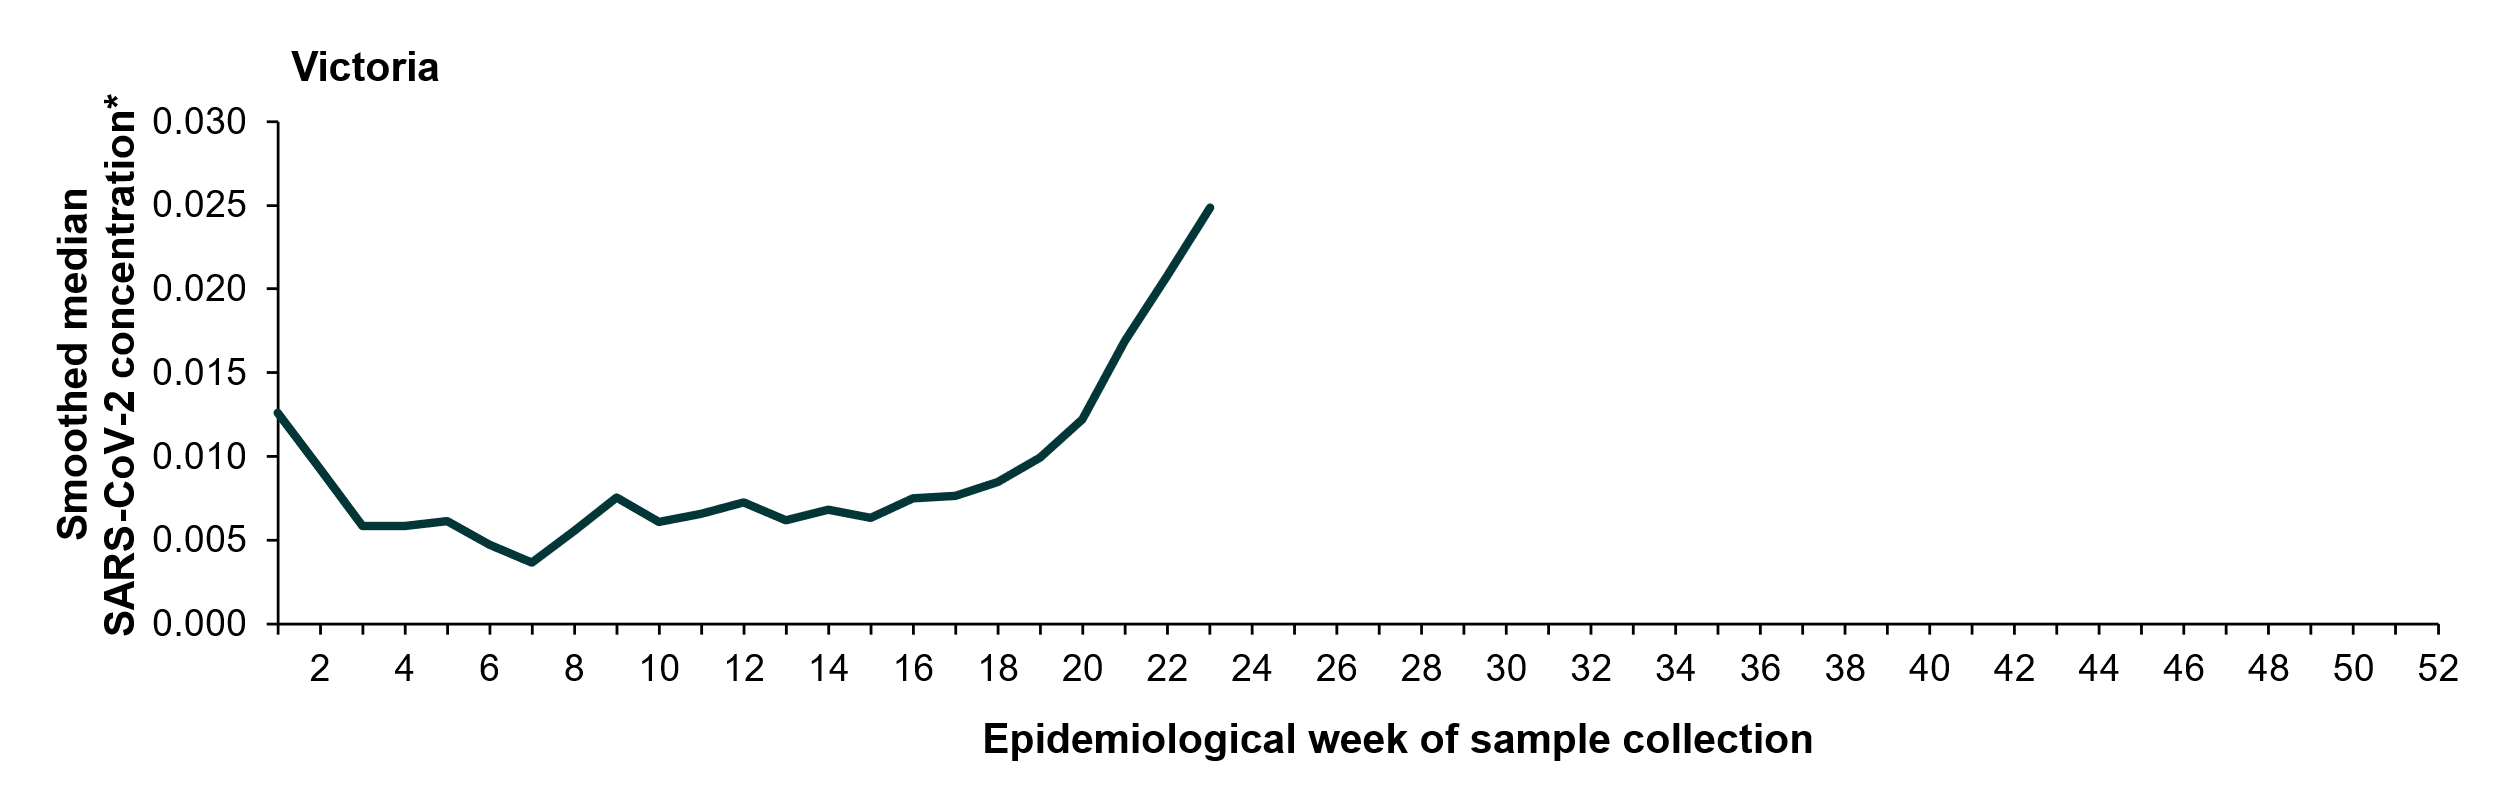 Victoria
Smoothed median
SARS-CoV-2 concentration*
0.030
0.025
0.020
0.015
0.010
0.005
0.000
2 4 6 8 10 12 14 16 18 20 22 24 26 28 30 32 34 36 38 40 42 44 46 48 50 52
Epidemiological week of sample collection